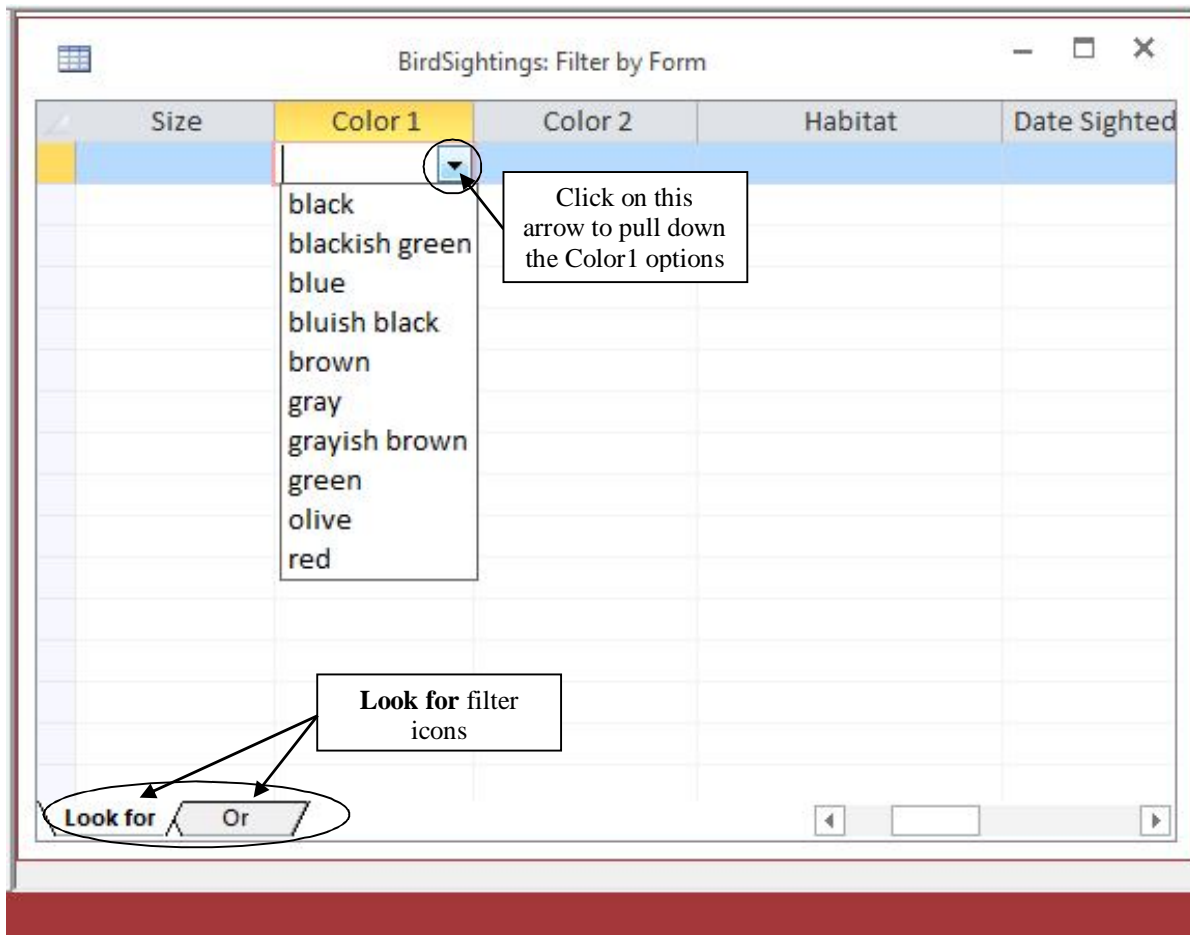 BirdSightings: Filter by Form
Size Color 1 Color 2 Habitat Date Sighted
black
blackish green
blue
bluish black
brown
gray
grayish brown
green
olive
red
Click on this
arrow to pull down
the Color1 options
Look for filter
icons
Look for Or